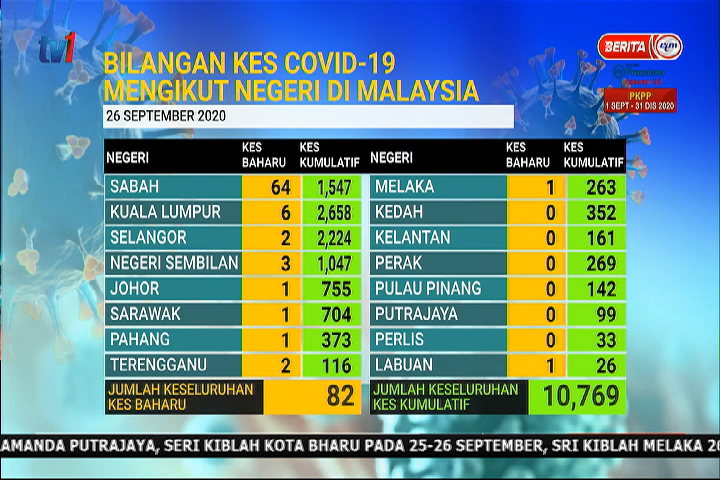 tv1
BERITA rtm
PKPP
1 SEPT - 31 DIS 2020
BILANGAN KES COVID-19
MENGIKUT NEGERI DI MALAYSIA
26 SEPTEMBER 2020
NEGERI KES BAHARU KES KUMULATIF
SABAH 64 1,547
KUALA LUMPUR 6 2,658
SELANGOR 2 2,224
NEGERI SEMBILAN 3 1,047
JOHOR 1 755
SARAWAK 1 704
PAHANG 1 373
TERENGGANU 2 116
JUMLAH KESELURUHAN
KES BAHARU 82
NEGERI KES BAHARU KES KUMULATIF
MELAKA 1 263
KEDAH 0 352
KELANTAN 0 161
PERAK 0 269
PULAU PINANG 0 142
PUTRAJAYA 0 99
PERLIS 0 33
LABUAN 1 26
JUMLAH KESELURUHAN
KES KUMULATIF 10,769
AMANDA PUTRAJAYA, SERI KIBLAH KOTA BHARU PADA 25-26 SEPTEMBER, SRI KIBLAH MELAKA